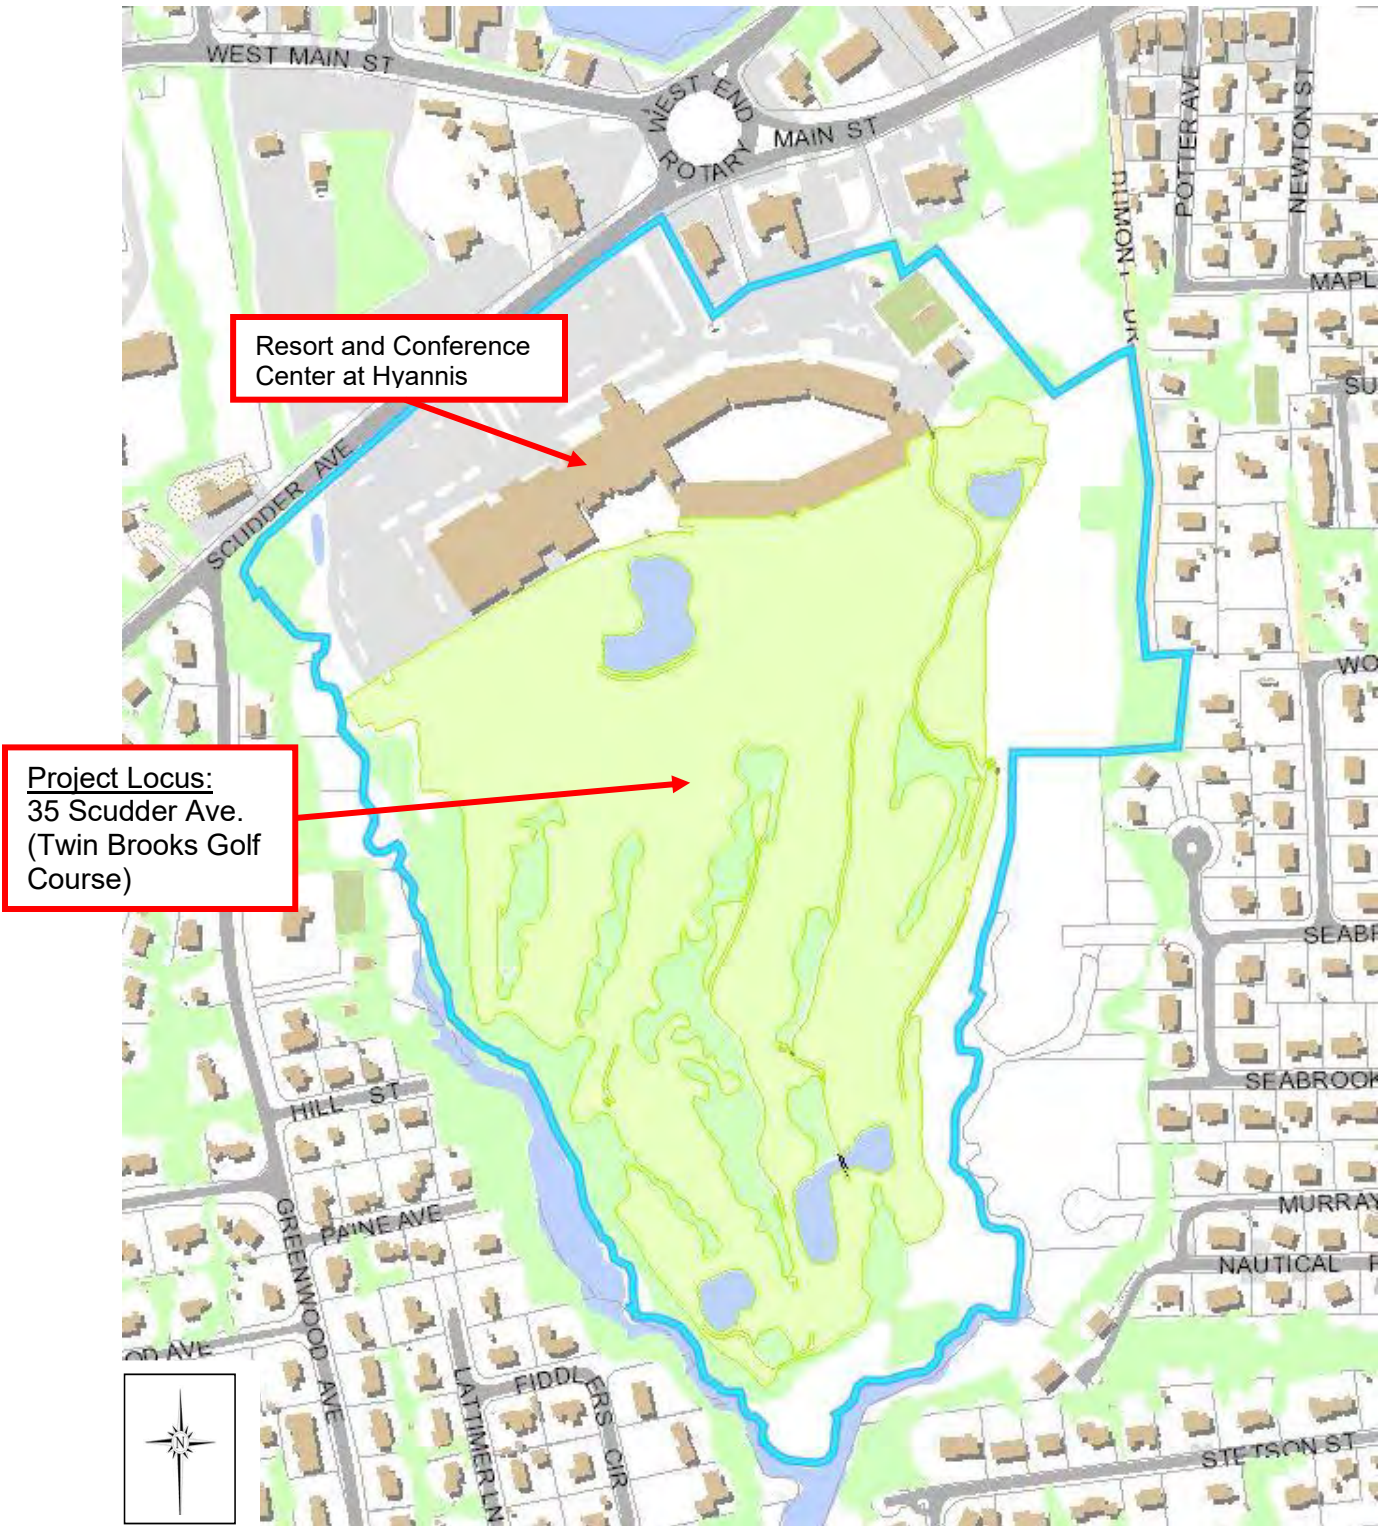 WEST MAIN ST
WEST END
ROTARY
MAIN ST
POTTER AVE
NEWTON ST
MAPL
SU
Resort and Conference
Center at Hyannis
SCUDDER AVE
WO
Project Locus:
35 Scudder Ave.
(Twin Brooks Golf
Course)
SEABR
SEABROOK
HILL ST
MURRAY
PAINE AVE
NAUTICAL
GREENWOOD AVE
OD AVE
LATTIMER LN
FIDDLERS CIR
STETSON ST
N